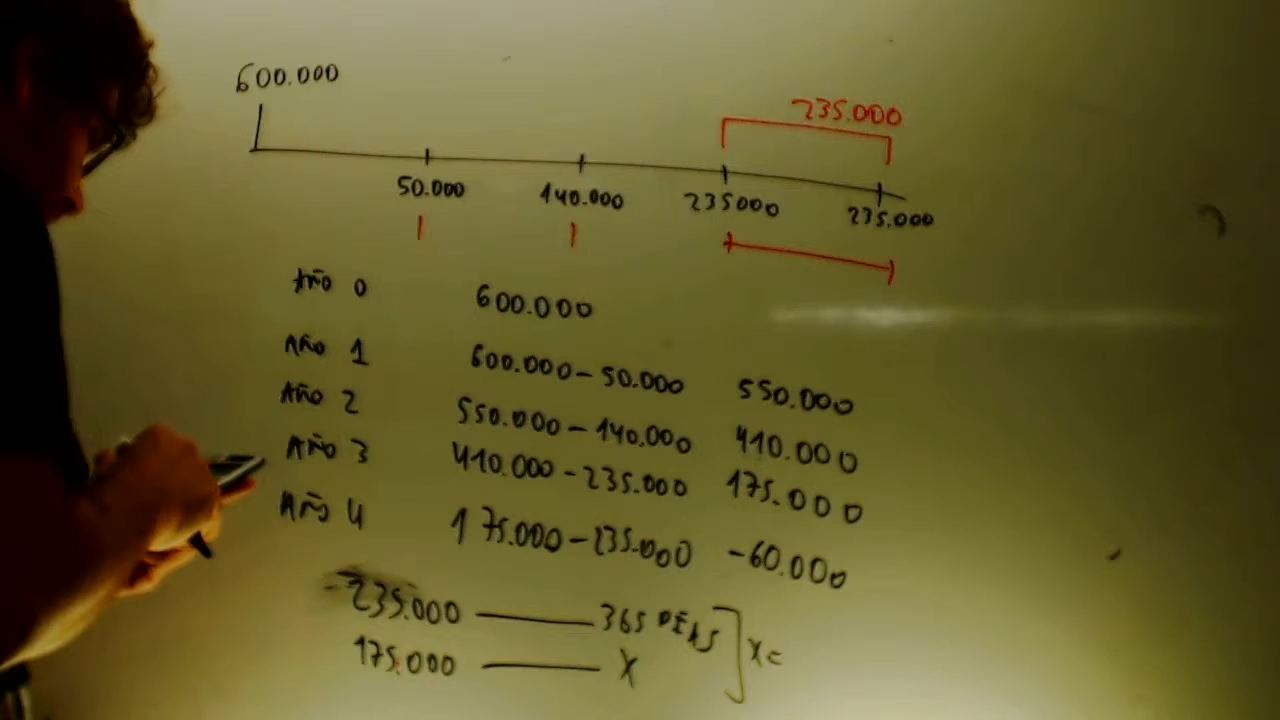 600.000
235.000
50.000 140.000 235000 235.000
AÑO 0 600.000
AÑO 1 600.000-50.000 550.000
AÑO 2 550.000-140.000 410.000
AÑO 3 410.000-235.000 175.000
AÑO 4 175.000-235.000 -60.000
235.000 365 DÍAS
175.000 X
X=